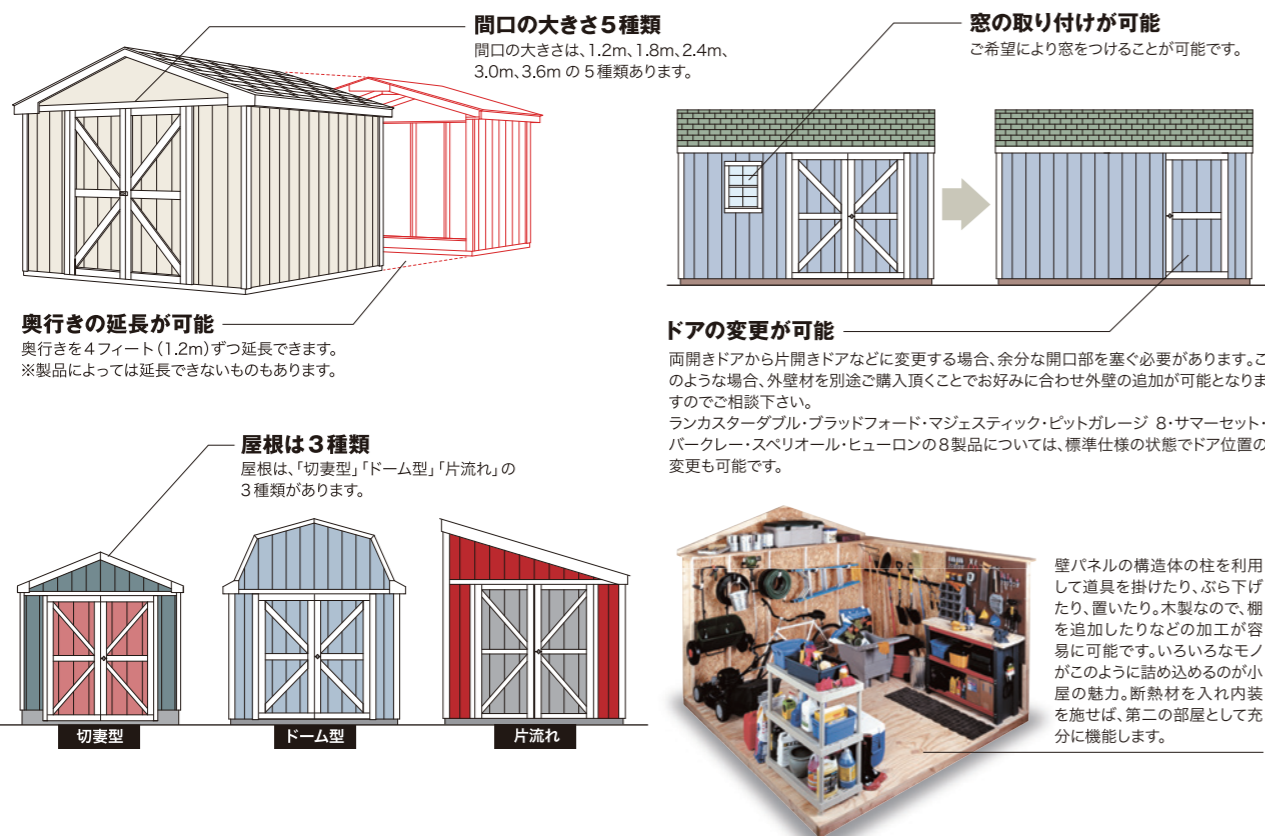 間口の大きさ5種類
間口の大きさは、1.2m、1.8m、2.4m、
3.0m、3.6m の 5種類あります。
窓の取り付けが可能
ご希望により窓をつけることが可能です。
奥行きの延長が可能
奥行きを4フィート(1.2m)ずつ延長できます。
※製品によっては延長できないものもあります。
ドアの変更が可能
両開きドアから片開きドアなどに変更する場合、余分な開口部を塞ぐ必要があります。こ
のような場合、外壁材を別途ご購入頂くことでお好みに合わせ外壁の追加が可能となりま
すのでご相談下さい。
ランカスターダブル・ブラッドフォード・マジェスティック・ピットガレージ 8・サマーセット・
バークレー・スペリオール・ヒューロンの8製品については、標準仕様の状態でドア位置の
変更も可能です。
屋根は3種類
屋根は、「切妻型」「ドーム型」「片流れ」の
3種類があります。
切妻型
ドーム型
片流れ
壁パネルの構造体の柱を利用
して道具を掛けたり、ぶら下げ
たり、置いたり。木製なので、棚
を追加したりなどの加工が容
易に可能です。いろいろなモノ
がこのように詰め込めるのが小
屋の魅力。断熱材を入れ内装
を施せば、第二の部屋として充
分に機能します。